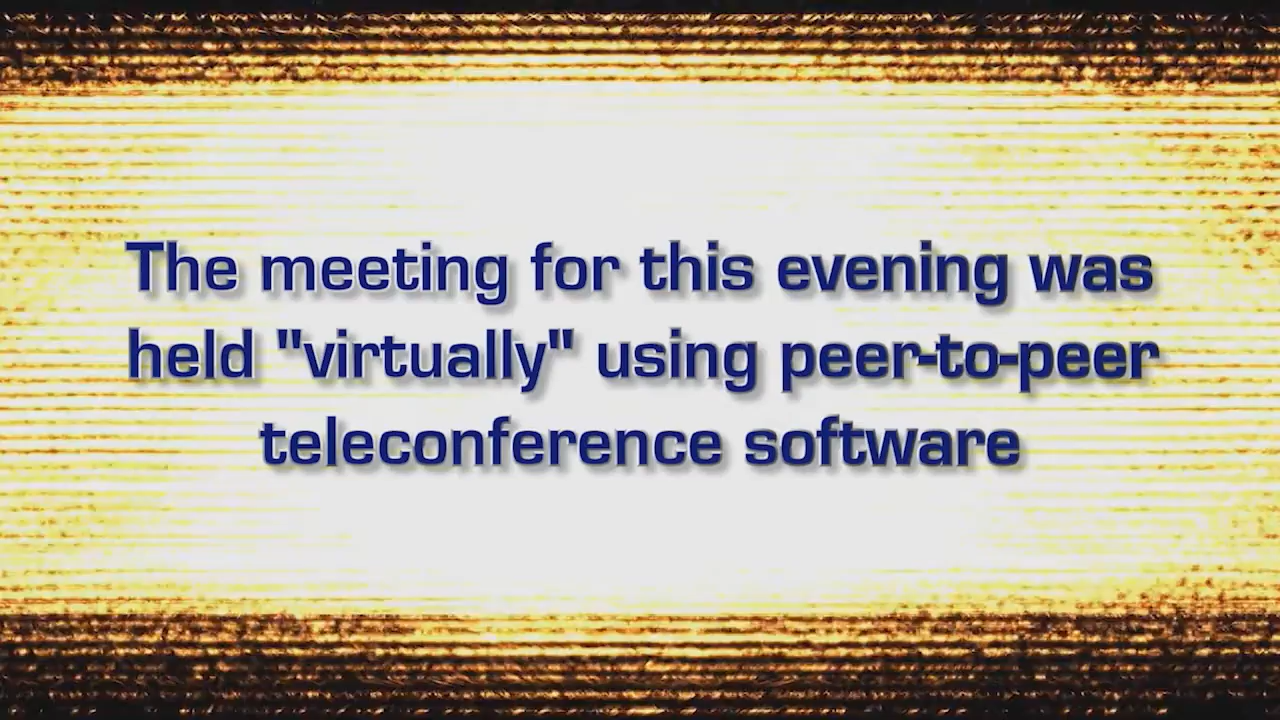 The meeting for this evening was
held "virtually" using peer-to-peer
teleconference software